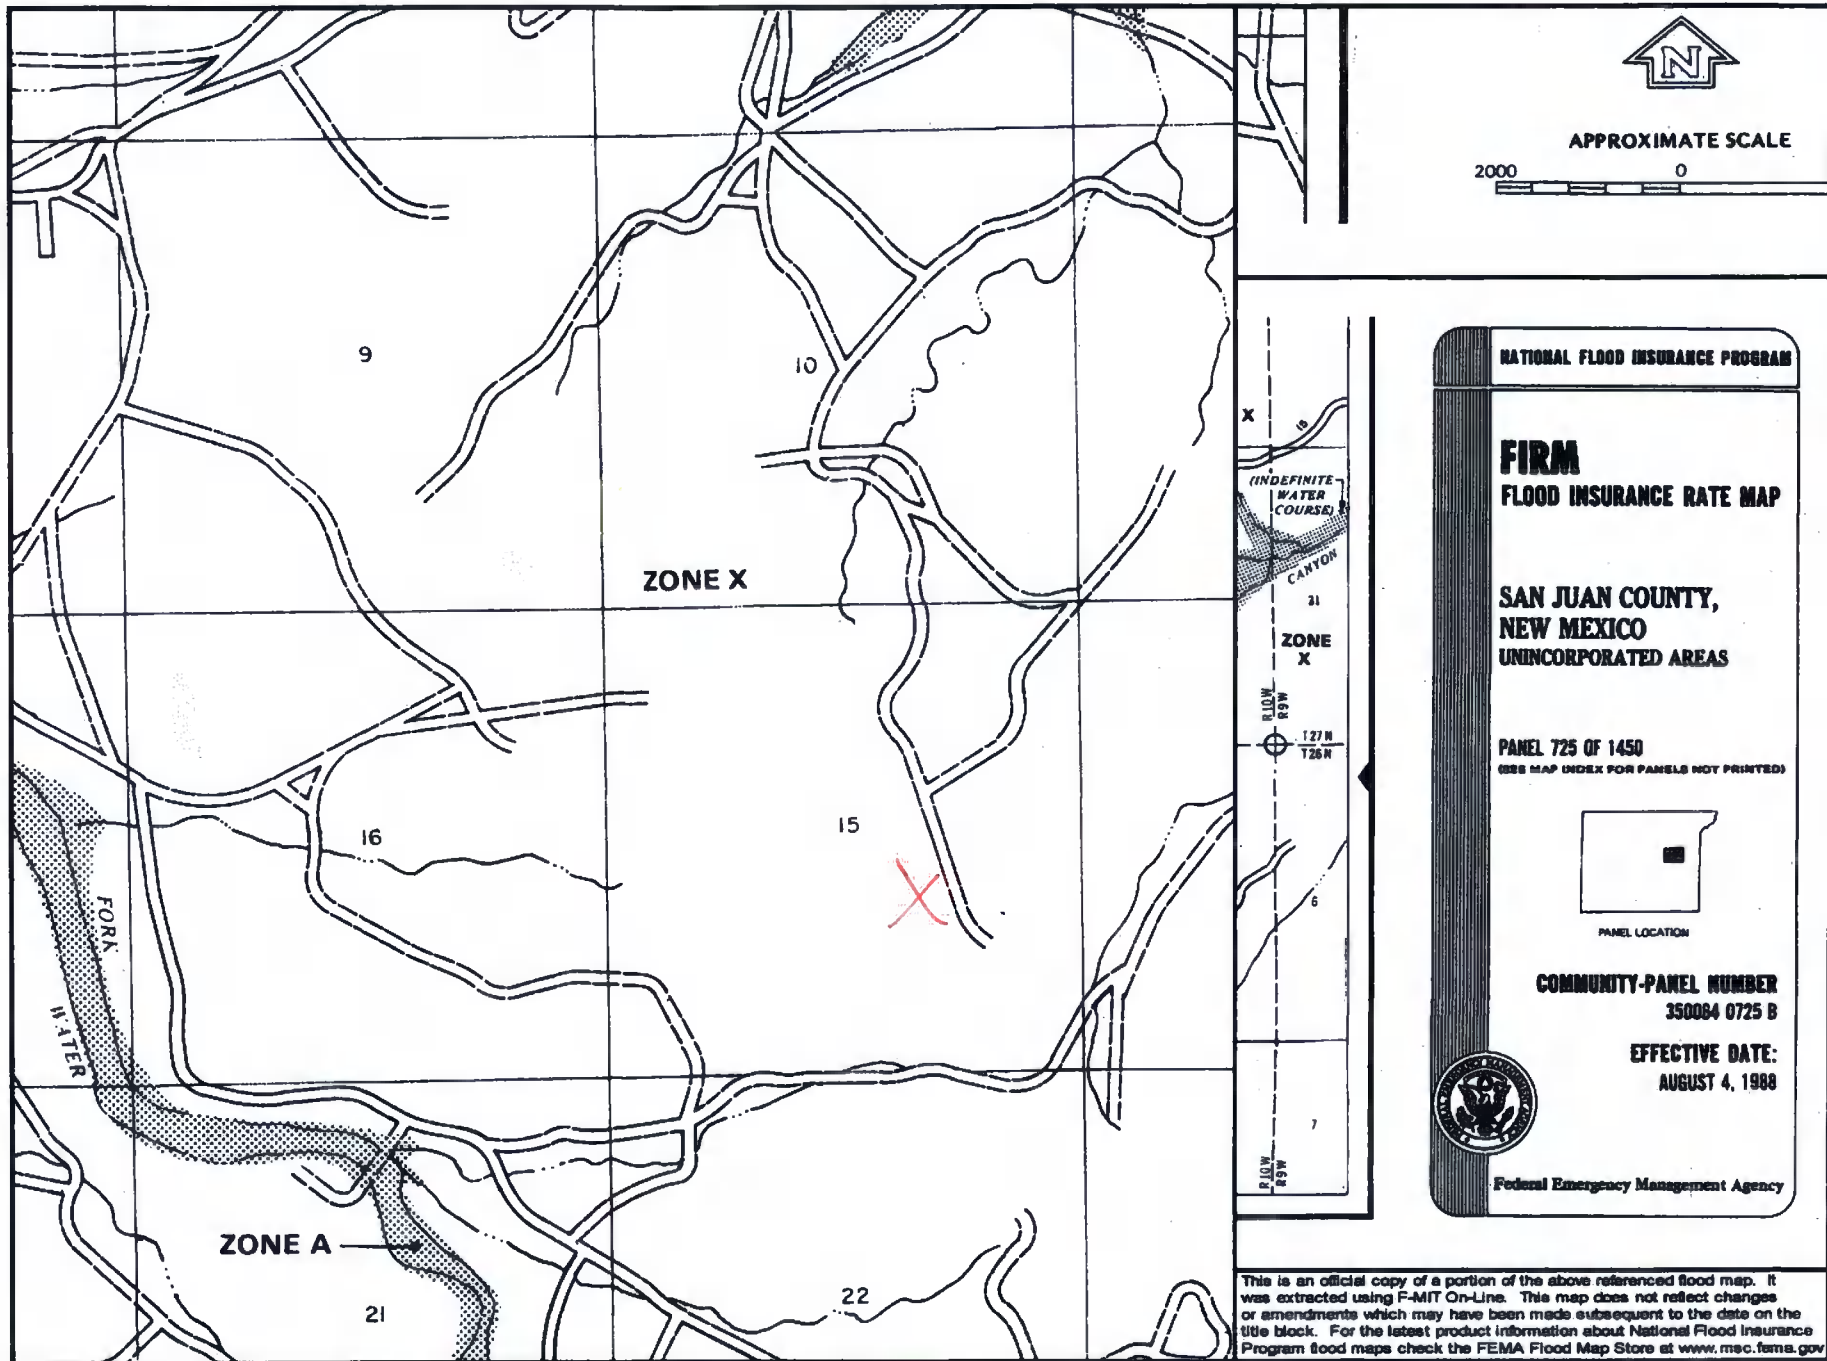 N
APPROXIMATE SCALE
2000 0
9
10
ZONE X
16
15
FORK
WATER
ZONE A
21
22
X
15
(INDEFINITE
WATER
COURSE)
CANYON
31
ZONE
X
R10W
R9W
T27N
T26N
6
7
R10W
R9W
NATIONAL FLOOD INSURANCE PROGRAM
FIRM
FLOOD INSURANCE RATE MAP
SAN JUAN COUNTY,
NEW MEXICO
UNINCORPORATED AREAS
PANEL 725 OF 1450
(SEE MAP INDEX FOR PANELS NOT PRINTED)
PANEL LOCATION
COMMUNITY-PANEL NUMBER
350064 0725 B
EFFECTIVE DATE:
AUGUST 4, 1988
Federal Emergency Management Agency
This is an official copy of a portion of the above referenced flood map. It
was extracted using F-MIT On-Line. This map does not reflect changes
or amendments which may have been made subsequent to the date on the
title block. For the latest product information about National Flood Insurance
Program flood maps check the FEMA Flood Map Store at www.msc.fema.gov